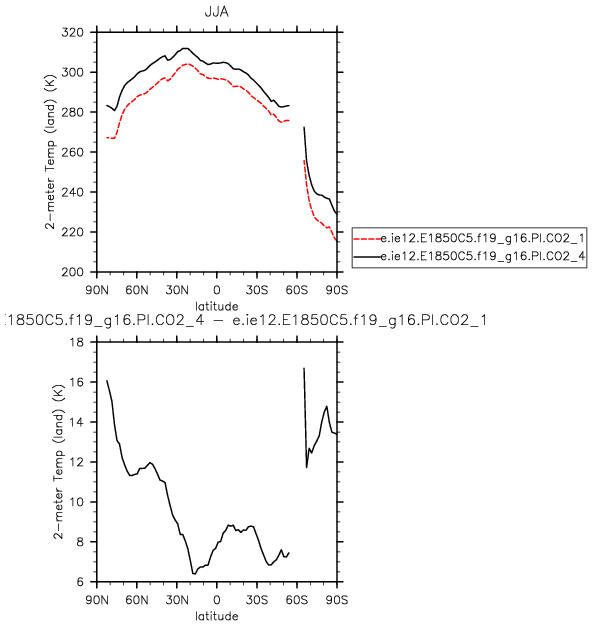 JJA
320
300
280
260
240
220
200
2-meter Temp (land) (K)
90N 60N 30N 0 30S 60S 90S
latitude
e.ie12.E1850C5.f19_g16.PI.CO2_1
e.ie12.E1850C5.f19_g16.PI.CO2_4
.1850C5.f19_g16.PI.CO2_4 - e.ie12.E1850C5.f19_g16.PI.CO2_1
18
16
14
12
10
8
6
2-meter Temp (land) (K)
90N 60N 30N 0 30S 60S 90S
latitude